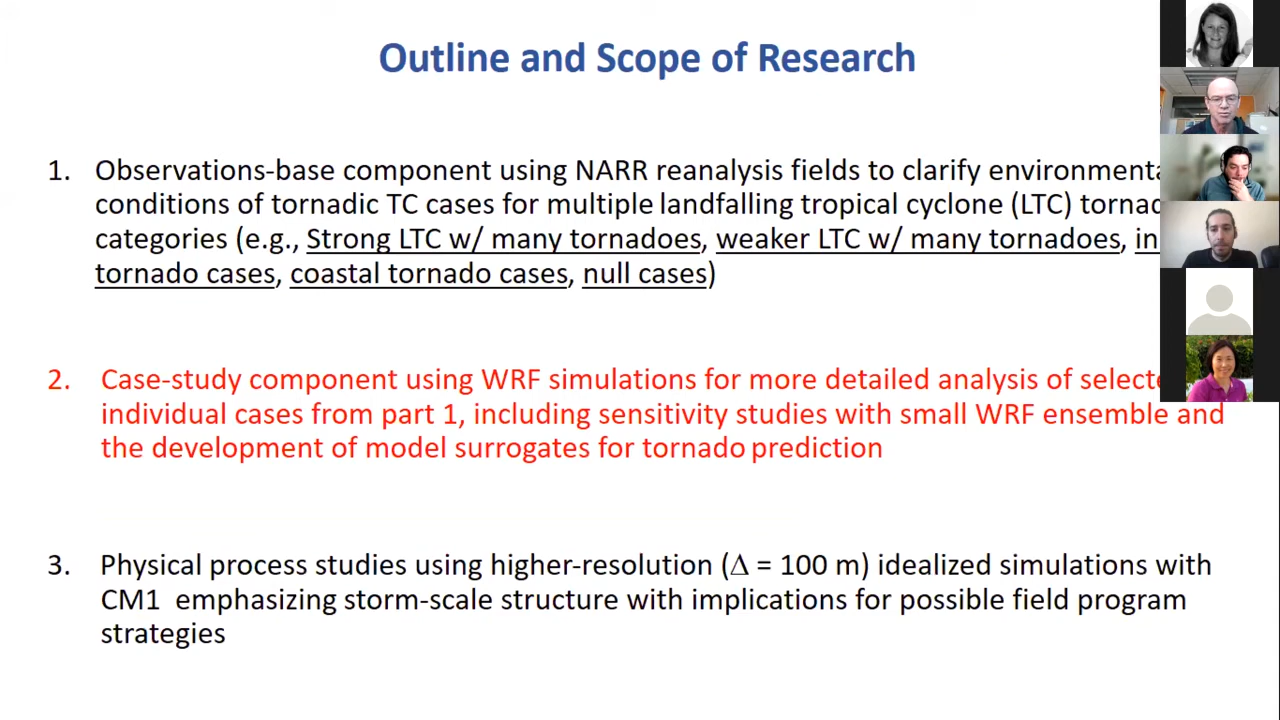 Outline and Scope of Research
1. Observations-base component using NARR reanalysis fields to clarify environmenta
conditions of tornadic TC cases for multiple landfalling tropical cyclone (LTC) tornad
categories (e.g., Strong LTC w/ many tornadoes, weaker LTC w/ many tornadoes, in
tornado cases, coastal tornado cases, null cases)
2. Case-study component using WRF simulations for more detailed analysis of selecte
individual cases from part 1, including sensitivity studies with small WRF ensemble and
the development of model surrogates for tornado prediction
3. Physical process studies using higher-resolution (Δ = 100 m) idealized simulations with
CM1 emphasizing storm-scale structure with implications for possible field program
strategies